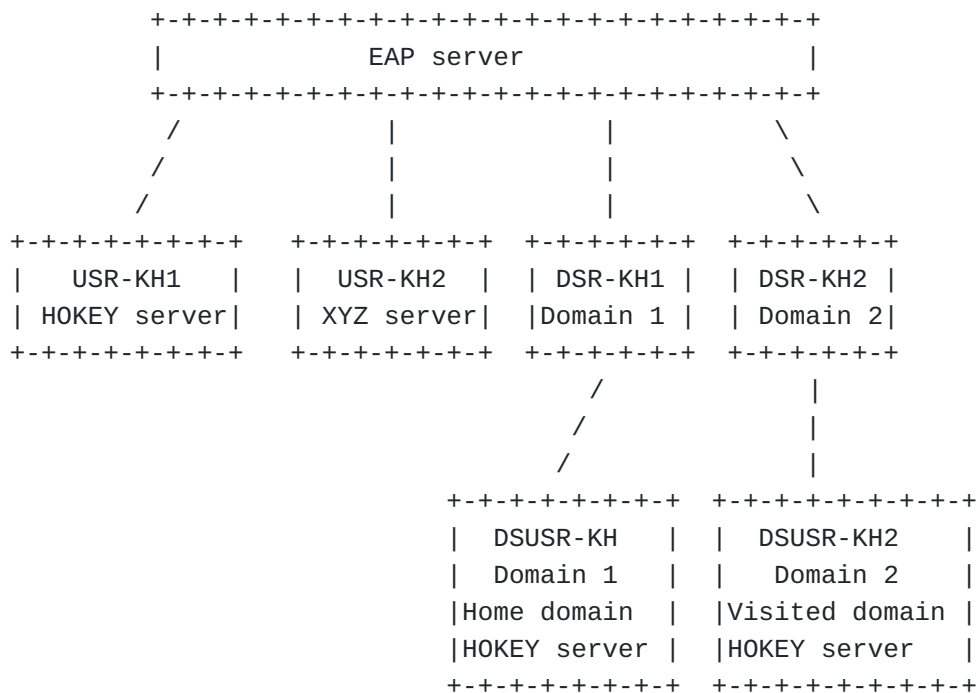 EAP server
USR-KH1 USR-KH2 DSR-KH1 DSR-KH2
HOKEY server XYZ server Domain 1 Domain 2
DSUSR-KH DSUSR-KH2
Domain 1 Domain 2
Home domain Visited domain
HOKEY server HOKEY server